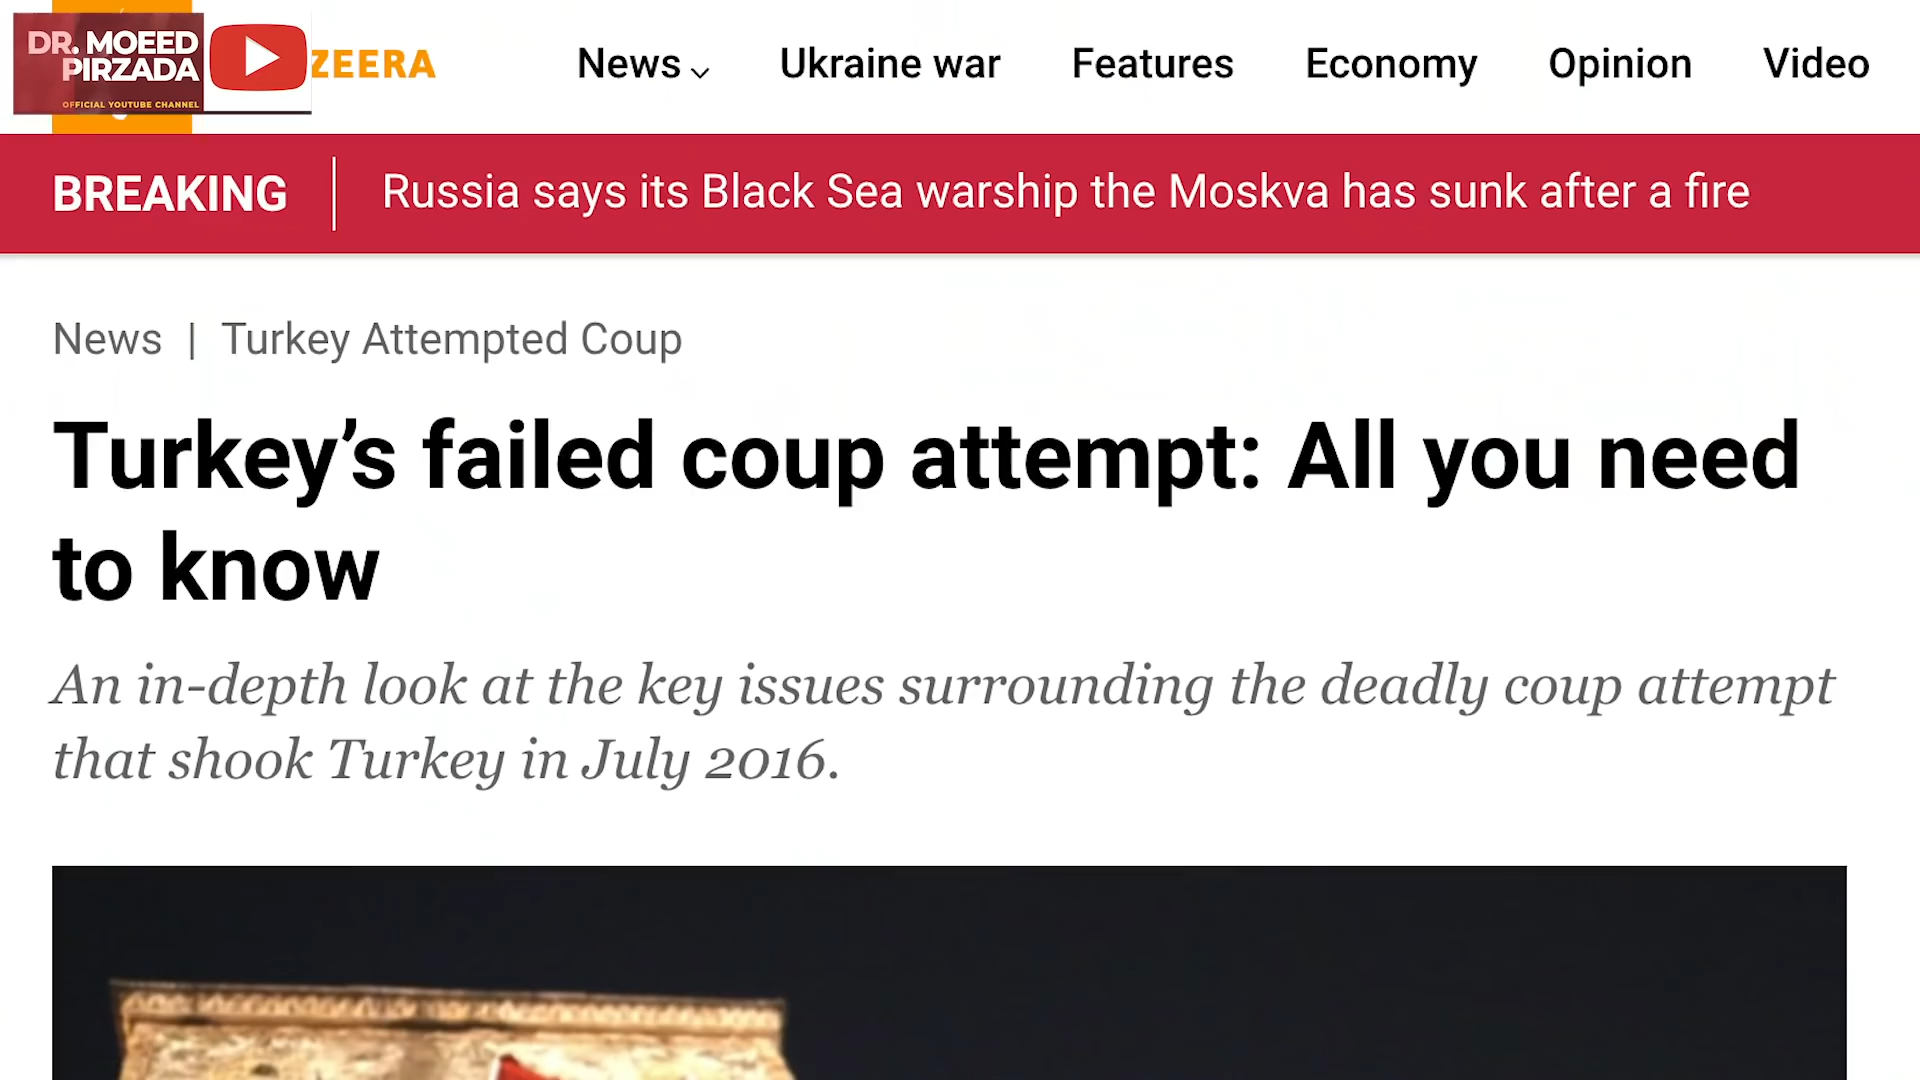 DR. MOEED
PIRZADA
OFFICIAL YOUTUBE CHANNEL
ZEERA
News
Ukraine war
Features
Economy
Opinion
Video
BREAKING
Russia says its Black Sea warship the Moskva has sunk after a fire
News | Turkey Attempted Coup
Turkey’s failed coup attempt: All you need
to know
An in-depth look at the key issues surrounding the deadly coup attempt
that shook Turkey in July 2016.